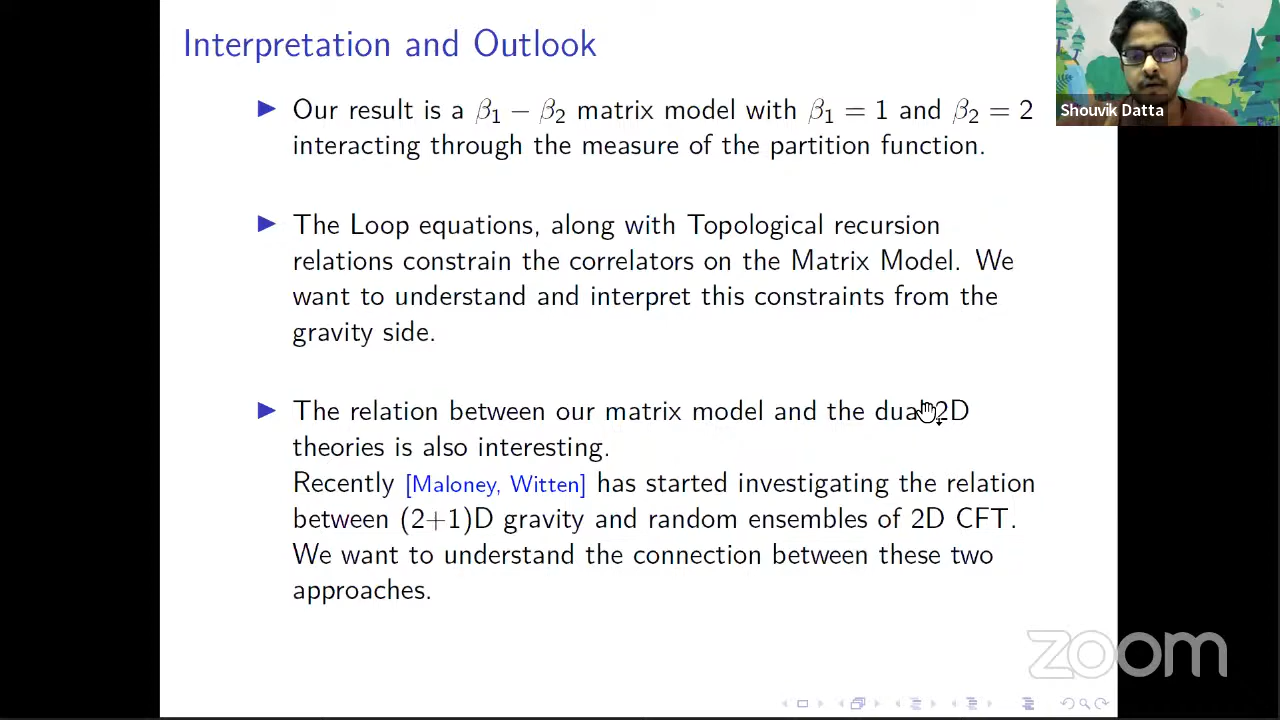 Interpretation and Outlook
Shouvik Datta
Our result is a β₁ − β₂ matrix model with β₁ = 1 and β₂ = 2
interacting through the measure of the partition function.
The Loop equations, along with Topological recursion
relations constrain the correlators on the Matrix Model. We
want to understand and interpret this constraints from the
gravity side.
The relation between our matrix model and the dual 2D
theories is also interesting.
Recently [Maloney, Witten] has started investigating the relation
between (2+1)D gravity and random ensembles of 2D CFT.
We want to understand the connection between these two
approaches.
zoom